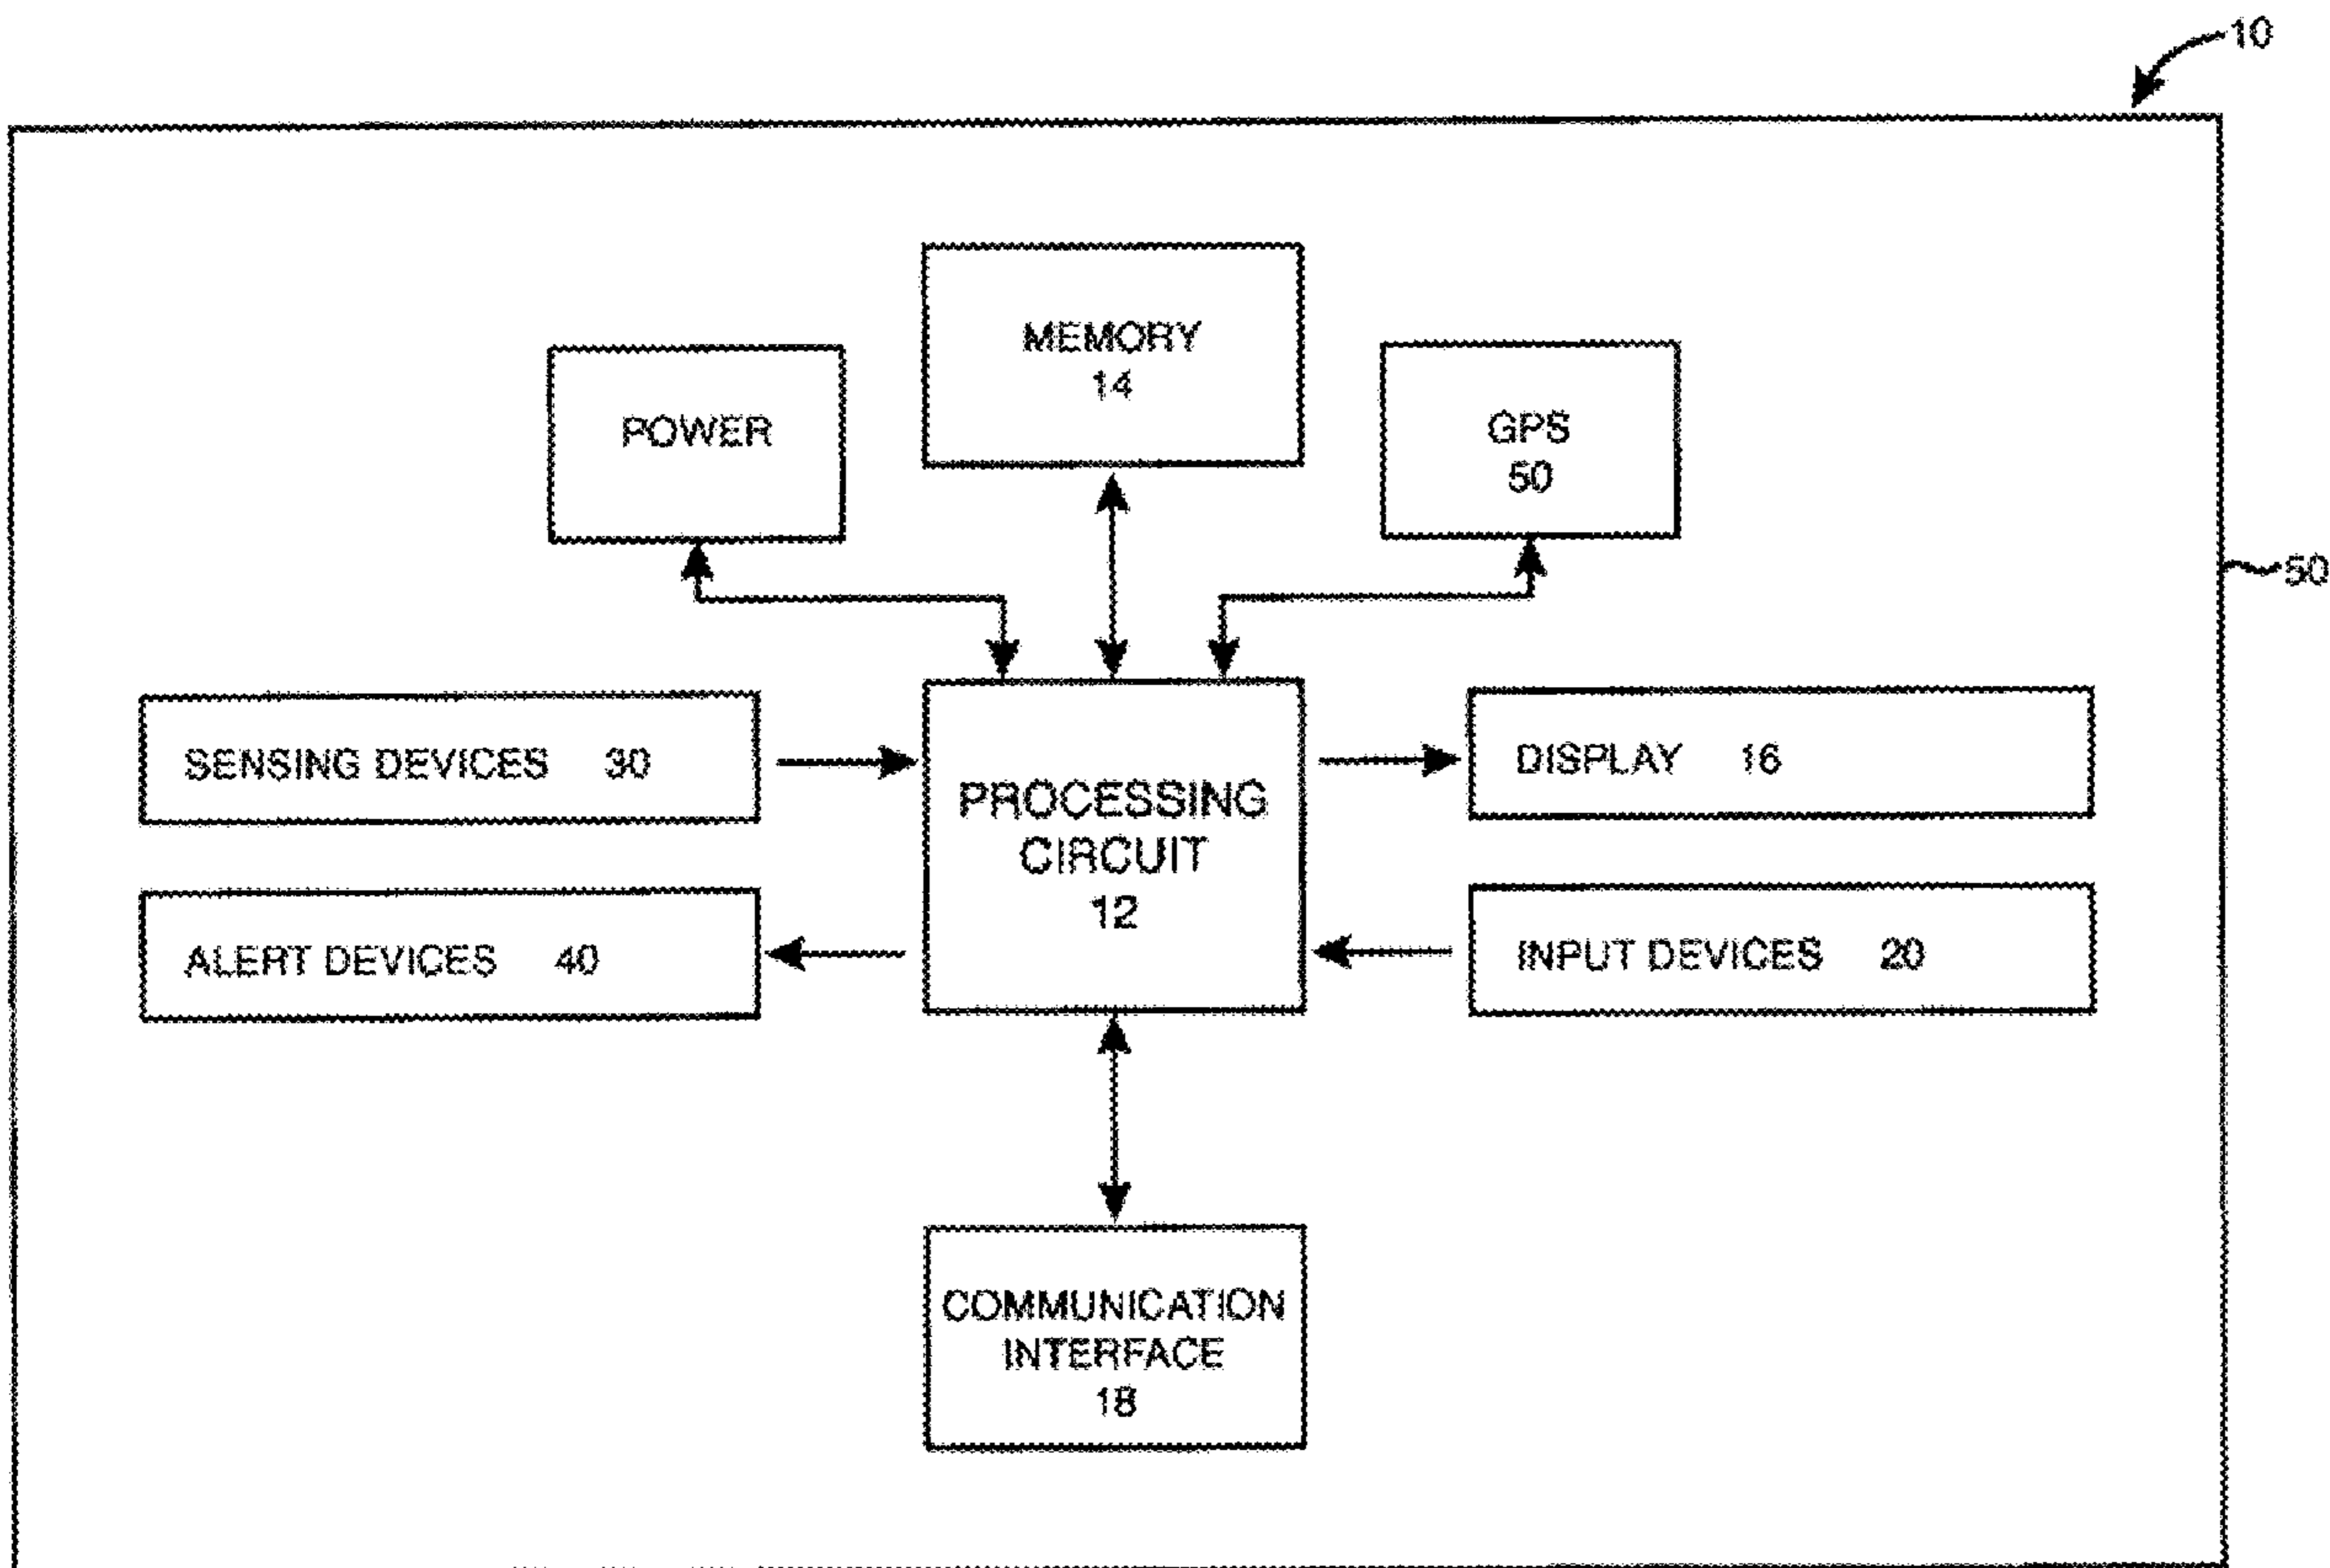 10
MEMORY
14
POWER
GPS
50
50
SENSING DEVICES 30
PROCESSING
CIRCUIT
12
DISPLAY 16
ALERT DEVICES 40
INPUT DEVICES 20
COMMUNICATION
INTERFACE
18